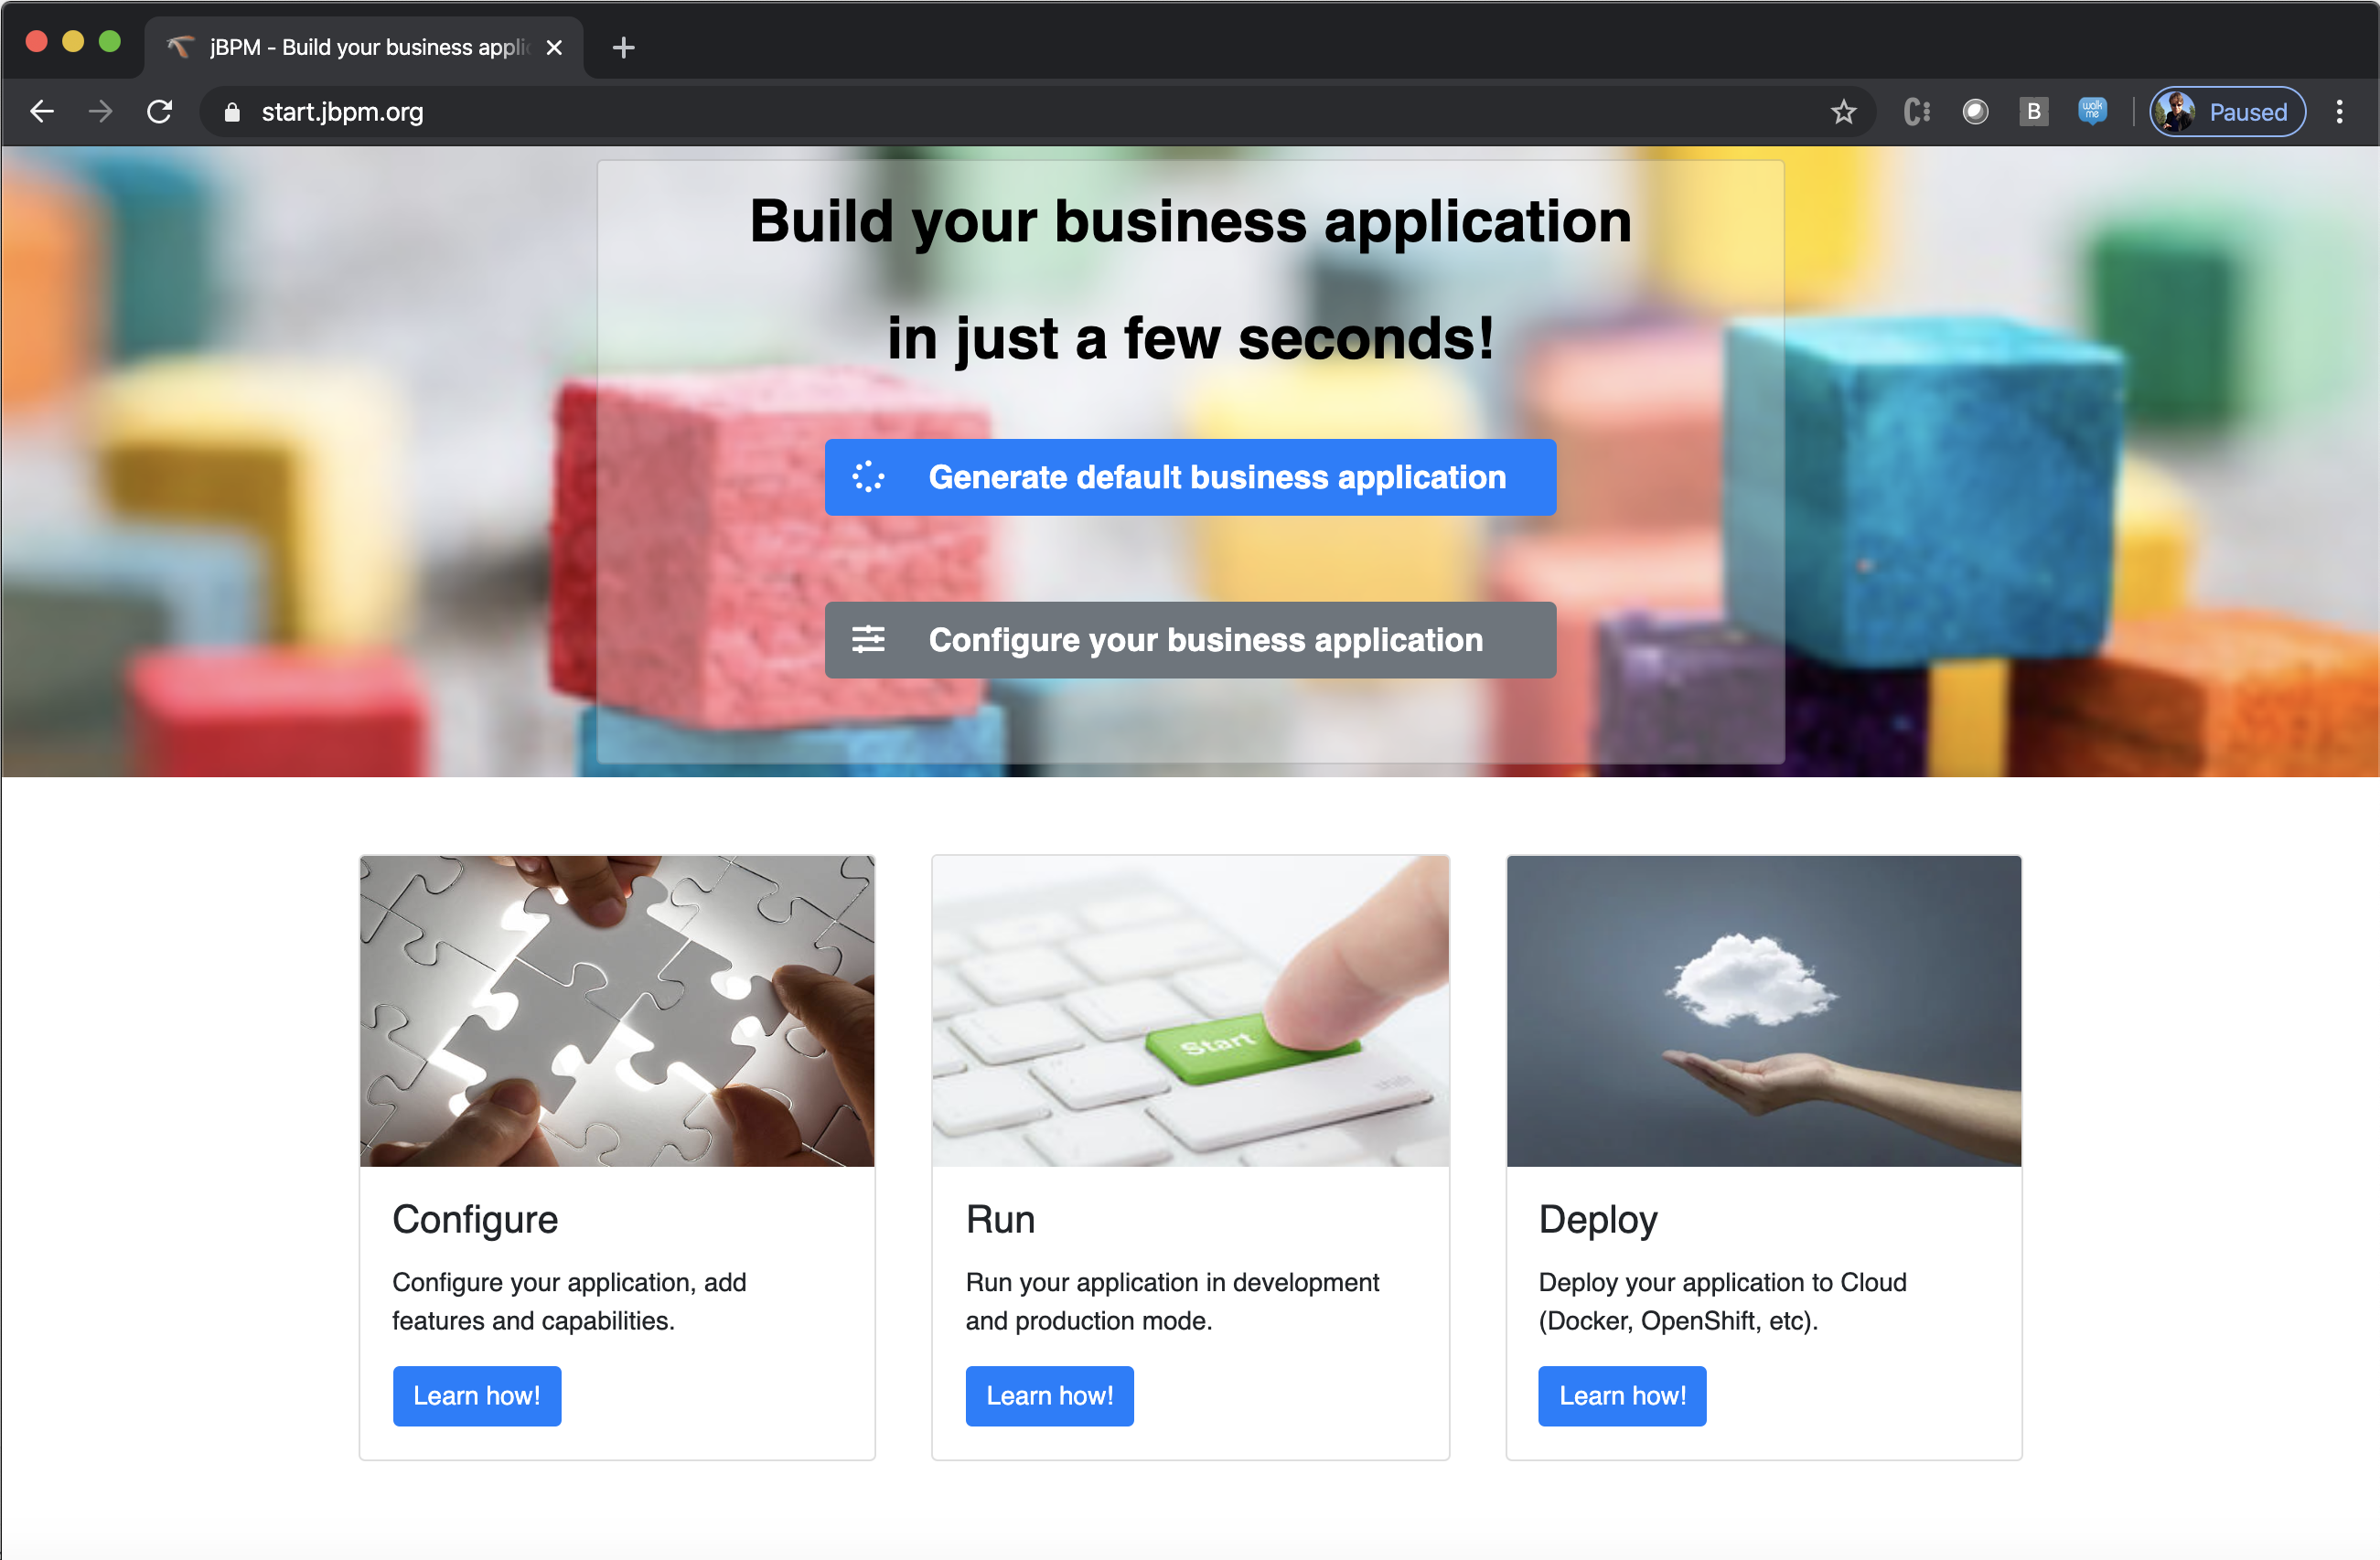 jBPM - Build your business applic
start.jbpm.org
B
walk
me
Paused
Build your business application
in just a few seconds!
Generate default business application
Configure your business application
Start
shift
Configure
Configure your application, add
features and capabilities.
Learn how!
Run
Run your application in development
and production mode.
Learn how!
Deploy
Deploy your application to Cloud
(Docker, OpenShift, etc).
Learn how!